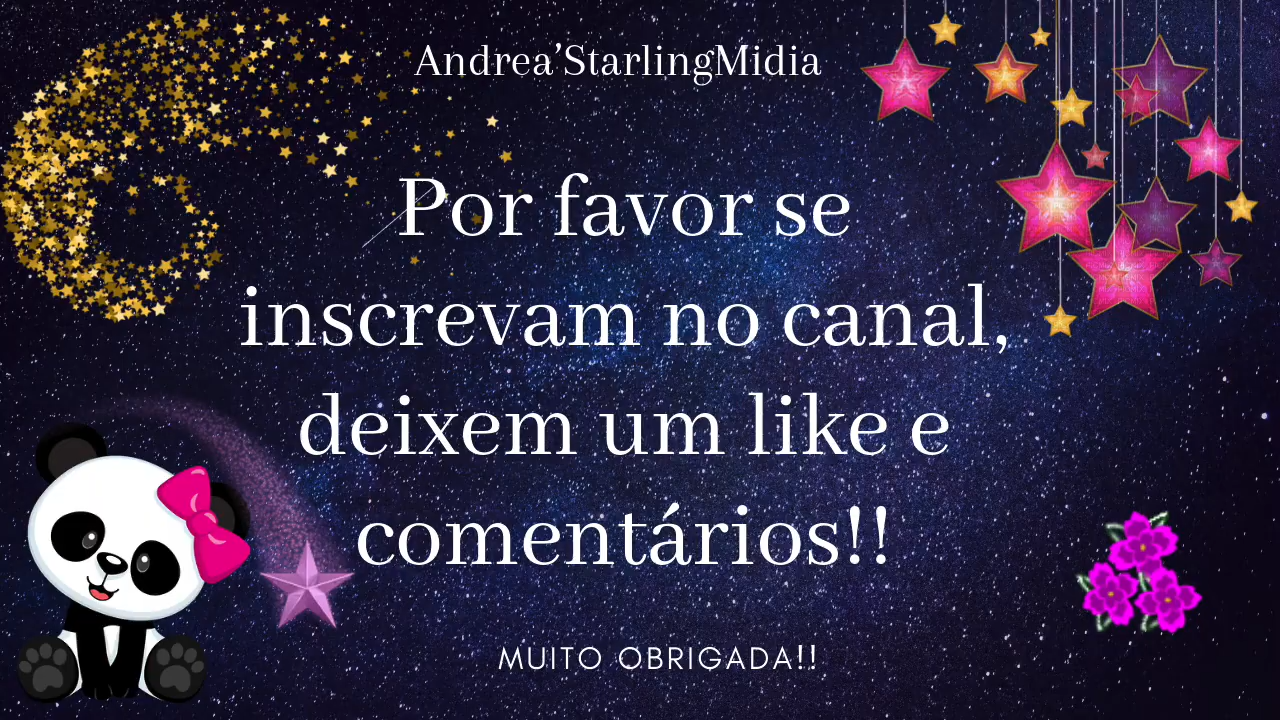 Andrea’StarlingMidia
Por favor se
inscrevam no canal,
deixem um like e
comentários!!
MUITO OBRIGADA!!